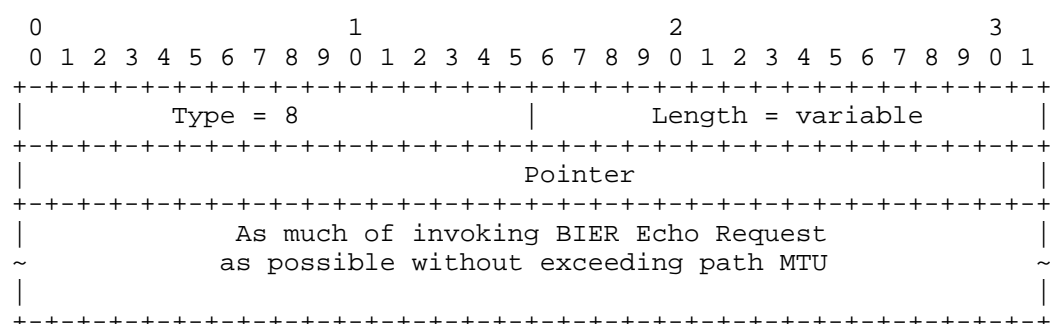 0                   1                   2                   3
0 1 2 3 4 5 6 7 8 9 0 1 2 3 4 5 6 7 8 9 0 1 2 3 4 5 6 7 8 9 0 1
+-+-+-+-+-+-+-+-+-+-+-+-+-+-+-+-+-+-+-+-+-+-+-+-+-+-+-+-+-+-+-+-+
|         Type = 8              |       Length = variable       |
+-+-+-+-+-+-+-+-+-+-+-+-+-+-+-+-+-+-+-+-+-+-+-+-+-+-+-+-+-+-+-+-+
|                               Pointer                         |
+-+-+-+-+-+-+-+-+-+-+-+-+-+-+-+-+-+-+-+-+-+-+-+-+-+-+-+-+-+-+-+-+
|             As much of invoking BIER Echo Request             |
~            as possible without exceeding path MTU             ~
|                                                               |
+-+-+-+-+-+-+-+-+-+-+-+-+-+-+-+-+-+-+-+-+-+-+-+-+-+-+-+-+-+-+-+-+